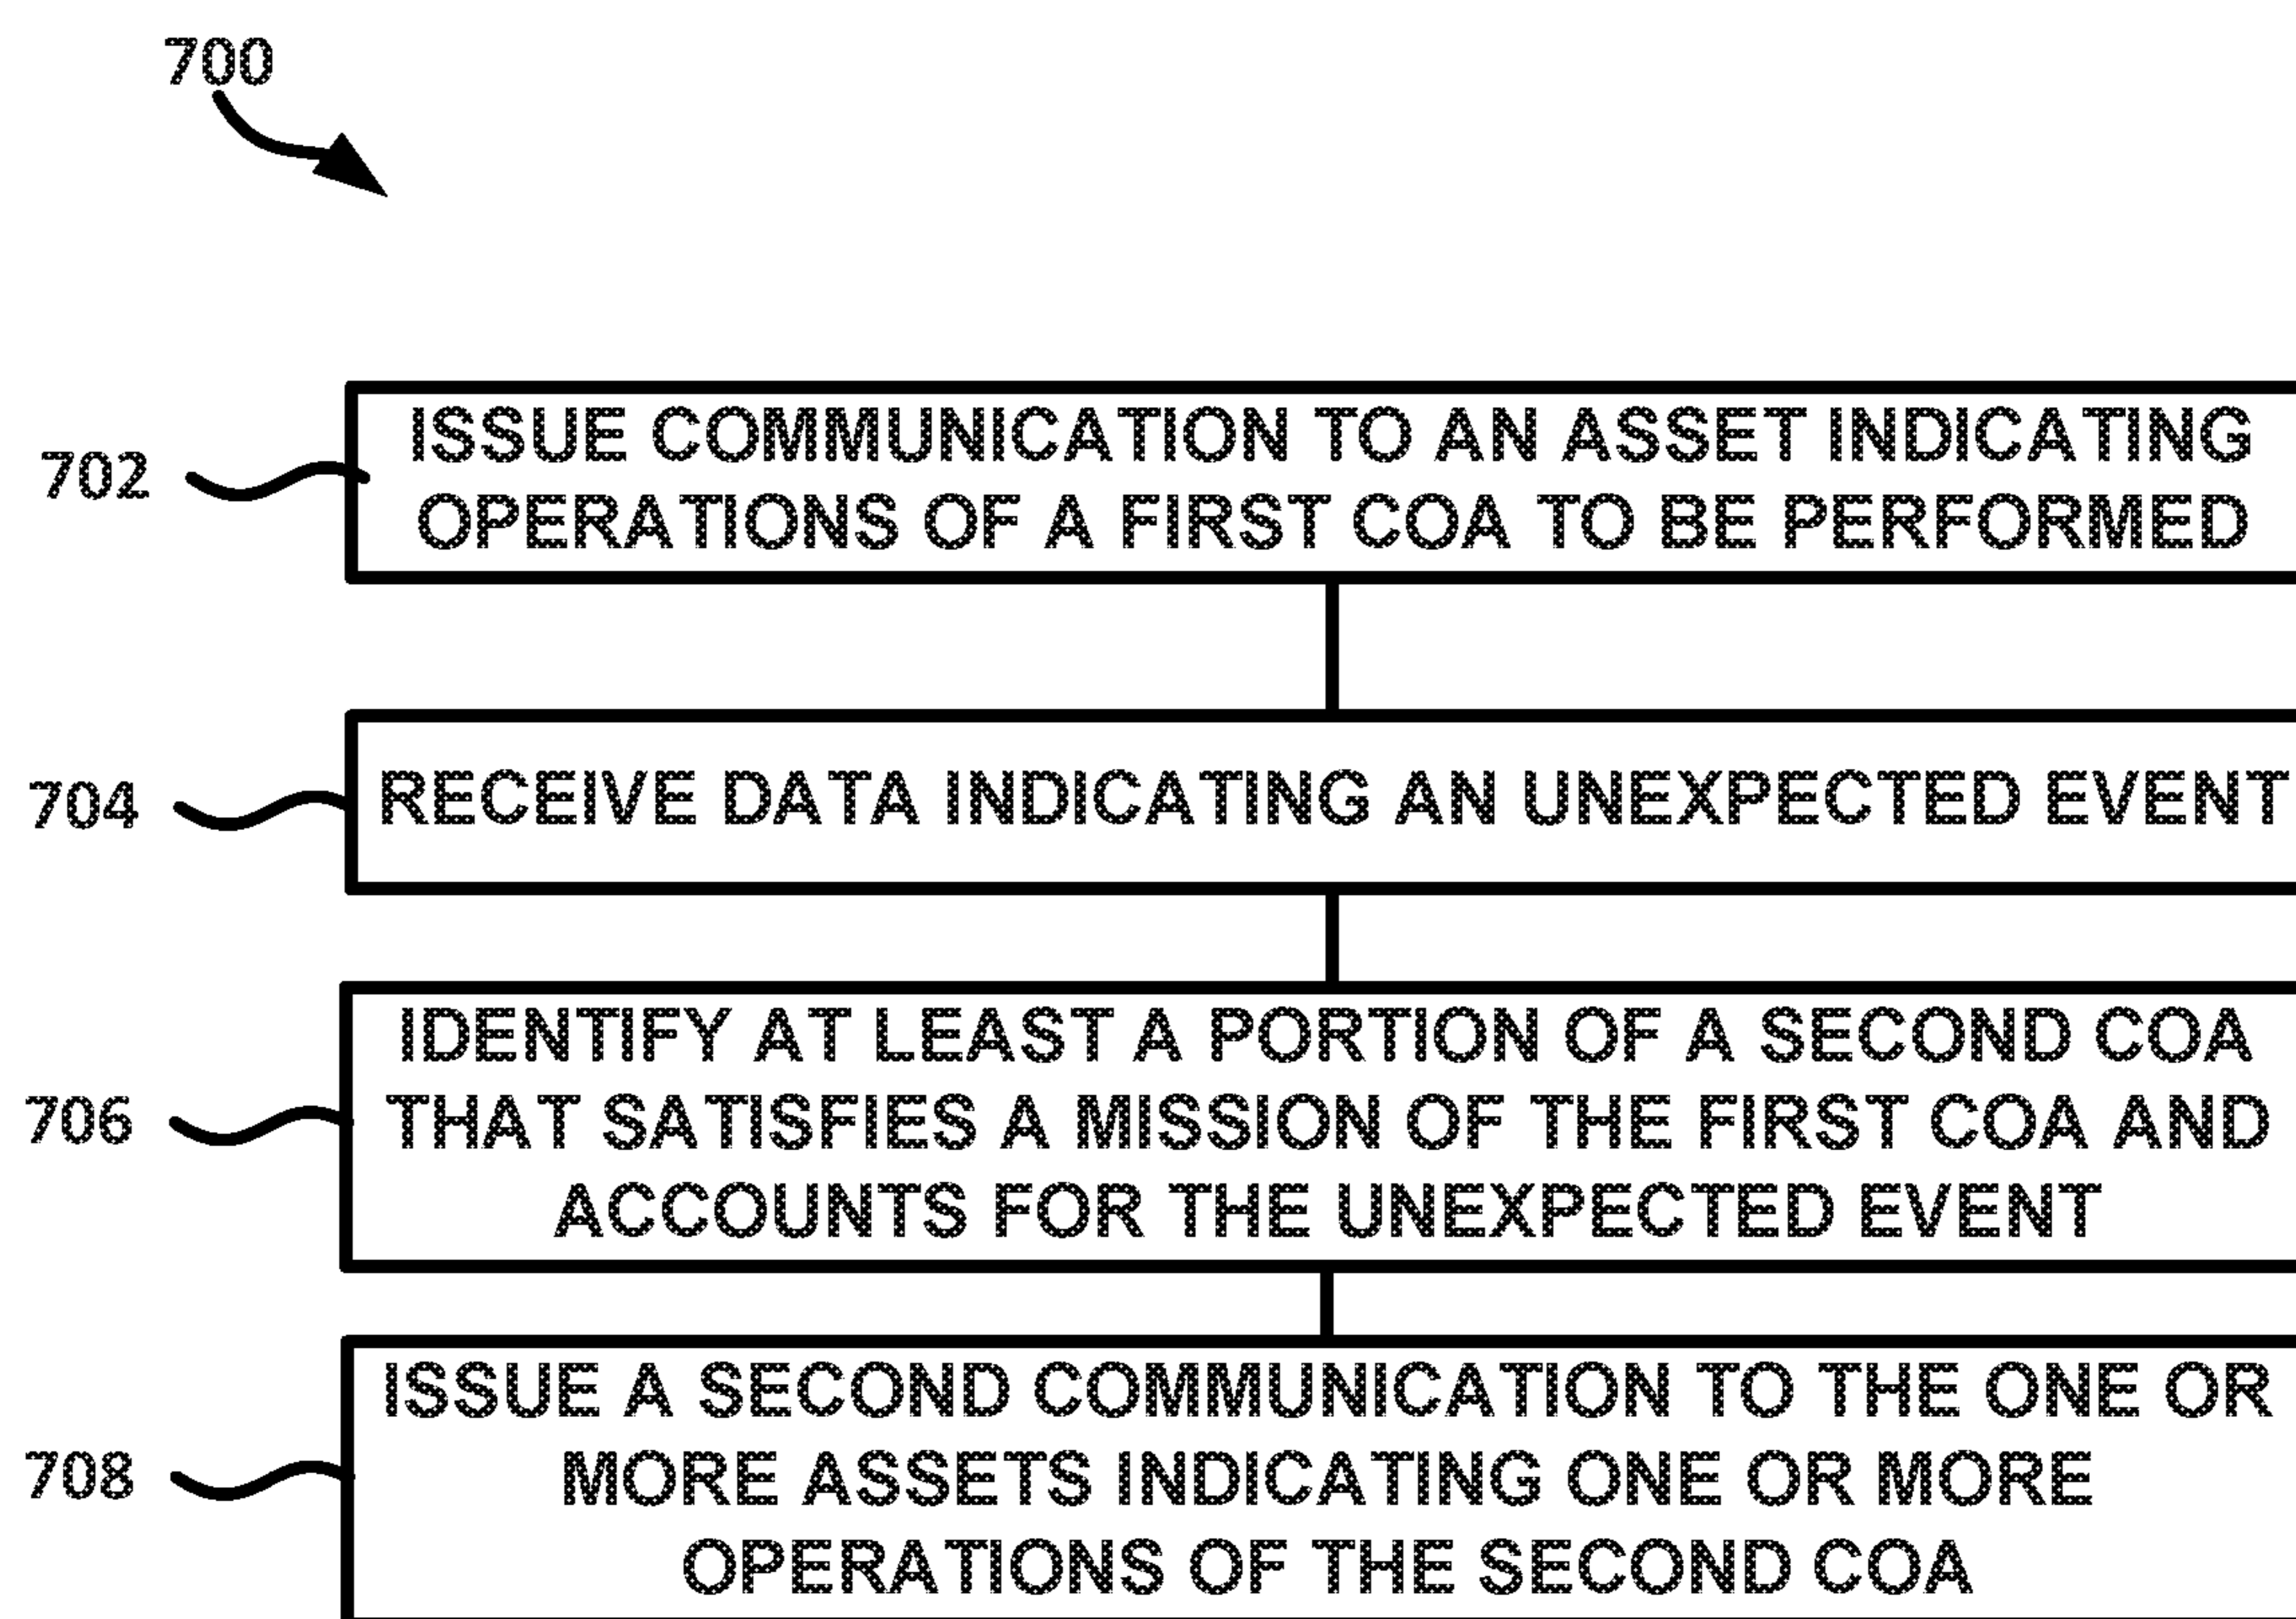 700
702
ISSUE COMMUNICATION TO AN ASSET INDICATING
OPERATIONS OF A FIRST COA TO BE PERFORMED
704
RECEIVE DATA INDICATING AN UNEXPECTED EVENT
706
IDENTIFY AT LEAST A PORTION OF A SECOND COA
THAT SATISFIES A MISSION OF THE FIRST COA AND
ACCOUNTS FOR THE UNEXPECTED EVENT
708
ISSUE A SECOND COMMUNICATION TO THE ONE OR
MORE ASSETS INDICATING ONE OR MORE
OPERATIONS OF THE SECOND COA